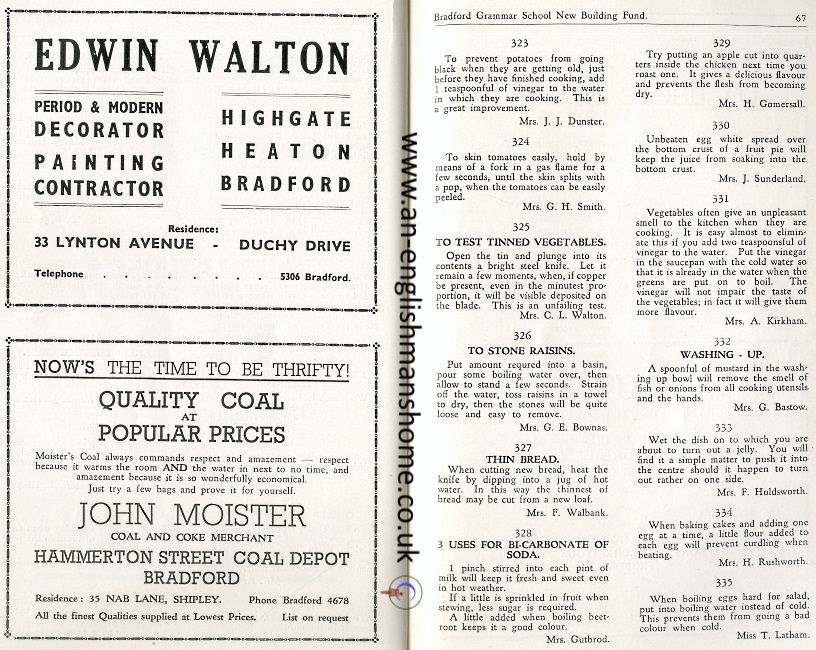 EDWIN WALTON
PERIOD & MODERN
DECORATOR
PAINTING
CONTRACTOR
HIGHGATE
HEATON
BRADFORD
Residence:
33 LYNTON AVENUE - DUCHY DRIVE
Telephone . . . . . . . . 5306 Bradford.
NOW'S THE TIME TO BE THRIFTY!
QUALITY COAL
AT
POPULAR PRICES
Moister's Coal always commands respect and amazement — respect
because it warms the room AND the water in next to no time, and
amazement because it is so wonderfully economical.
Just try a few bags and prove it for yourself.
JOHN MOISTER
COAL AND COKE MERCHANT
HAMMERTON STREET COAL DEPOT
BRADFORD
Residence: 35 NAB LANE, SHIPLEY. Phone Bradford 4678
All the finest Qualities supplied at Lowest Prices. List on request
www.an-englishmanshome.co.uk
Bradford Grammar School New Building Fund. 67
323
To prevent potatoes from going
black when they are getting old, just
before they have finished cooking, add
1 teaspoonful of vinegar to the water
in which they are cooking. This is
a great improvement.
Mrs. J. J. Dunster.
324
To skin tomatoes easily, hold by
means of a fork in a gas flame for a
few seconds, until the skin splits with
a pop, when the tomatoes can be easily
peeled.
Mrs. G. H. Smith.
325
TO TEST TINNED VEGETABLES.
Open the tin and plunge into its
contents a bright steel knife. Let it
remain a few moments, when, if copper
be present, even in the minutest pro-
portion, it will be visible deposited on
the blade. This is an unfailing test.
Mrs. C. L. Walton.
326
TO STONE RAISINS.
Put amount requred into a basin,
pour some boiling water over, then
allow to stand a few seconds. Strain
off the water, toss raisins in a towel
to dry, then the stones will be quite
loose and easy to remove.
Mrs. G. E. Bownas.
327
THIN BREAD.
When cutting new bread, heat the
knife by dipping into a jug of hot
water. In this way the thinnest of
bread may be cut from a new loaf.
Mrs. F. Walbank.
328
3 USES FOR BI-CARBONATE OF
SODA.
1 pinch stirred into each pint of
milk will keep it fresh and sweet even
in hot weather.
If a little is sprinkled in fruit when
stewing, less sugar is required.
A little added when boiling beet-
root keeps it a good colour.
Mrs. Gutbrod.
329
Try putting an apple cut into quar-
ters inside the chicken next time you
roast one. It gives a delicious flavour
and prevents the flesh from becoming
dry.
Mrs. H. Gomersall.
330
Unbeaten egg white spread over
the bottom crust of a fruit pie will
keep the juice from soaking into the
bottom crust.
Mrs. J. Sunderland.
331
Vegetables often give an unpleasant
smell to the kitchen when they are
cooking. It is easy almost to elimin-
ate this if you add two teaspoonsful of
vinegar to the water. Put the vinegar
in the saucepan with the cold water so
that it is already in the water when the
greens are put on to boil. The
vinegar will not impair the taste of
the vegetables; in fact it will give them
more flavour.
Mrs. A. Kirkham.
332
WASHING - UP.
A spoonful of mustard in the wash-
ing up bowl will remove the smell of
fish or onions from all cooking utensils
and the hands.
Mrs. G. Bastow.
333
Wet the dish on to which you are
about to turn out a jelly. You will
find it a simple matter to push it into
the centre should it happen to turn
out rather on one side.
Mrs. F. Holdsworth.
334
When baking cakes and adding one
egg at a time, a little flour added to
each egg will prevent curdling when
beating.
Mrs. H. Rushworth.
335
When boiling eggs hard for salad,
put into boiling water instead of cold.
This prevents them from going a bad
colour when cold.
Miss T. Latham.